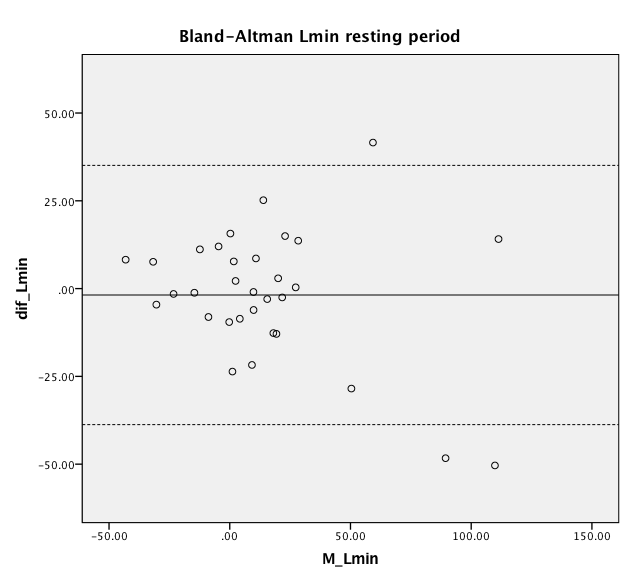 Bland-Altman Lmin resting period
dif_Lmin
50.00
25.00
.00
-25.00
-50.00
-50.00 .00 50.00 100.00 150.00
M_Lmin